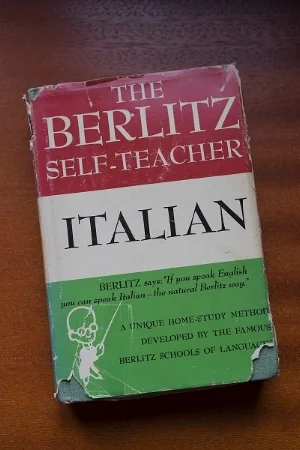 THE
BERLITZ
SELF-TEACHER
ITALIAN
BERLITZ says: "If you speak English
you can speak Italian—the natural Berlitz way."
A UNIQUE HOME-STUDY METHOD
DEVELOPED BY THE FAMOUS
BERLITZ SCHOOLS OF LANGUAGES